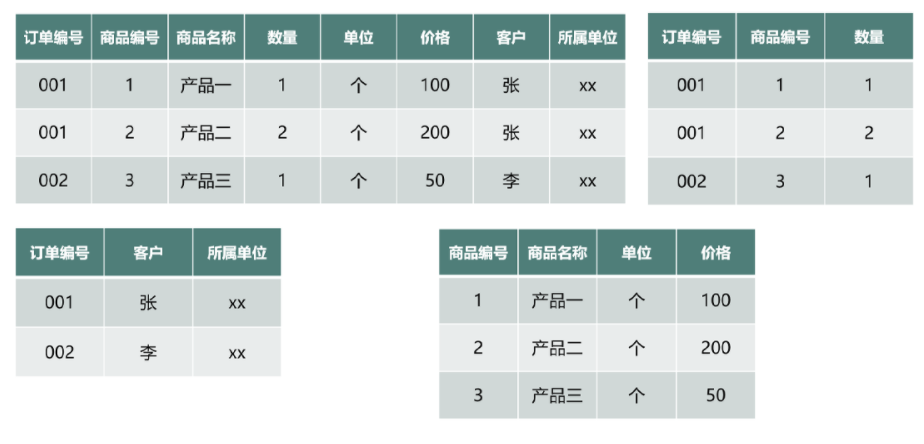 订单编号 商品编号 商品名称 数量 单位 价格 客户 所属单位
001 1 产品一 1 个 100 张 xx
001 2 产品二 2 个 200 张 xx
002 3 产品三 1 个 50 李 xx
订单编号 商品编号 数量
001 1 1
001 2 2
002 3 1
订单编号 客户 所属单位
001 张 xx
002 李 xx
商品编号 商品名称 单位 价格
1 产品一 个 100
2 产品二 个 200
3 产品三 个 50